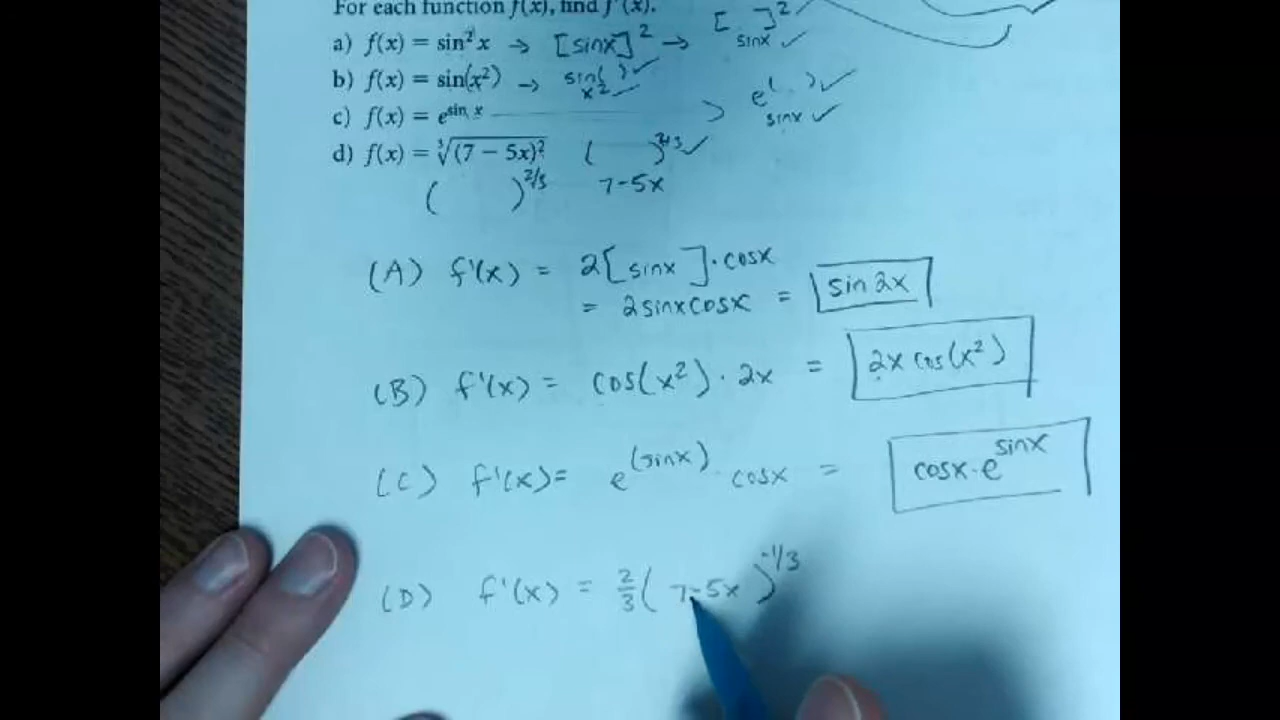 For each function f(x), find f'(x).
a) f(x) = sin² x → [sinx]² → [ ]² ✓
sinx ✓
b) f(x) = sin(x²) → sin( ) ✓
x² ✓
e^( ) ✓
c) f(x) = e^(sin x)
sinx ✓
d) f(x) = ∛(7 − 5x)² ( )^(2/3) ✓
( )^(2/3) 7-5x
(A) f'(x) = 2[sinx]·cosx
= 2sinxcosx = sin2x
(B) f'(x) = cos(x²)·2x = 2x cos(x²)
(C) f'(x) = e^(sinx) · cosx = cosx·e^(sinx)
(D) f'(x) = 2/3 (7-5x)^(-1/3)